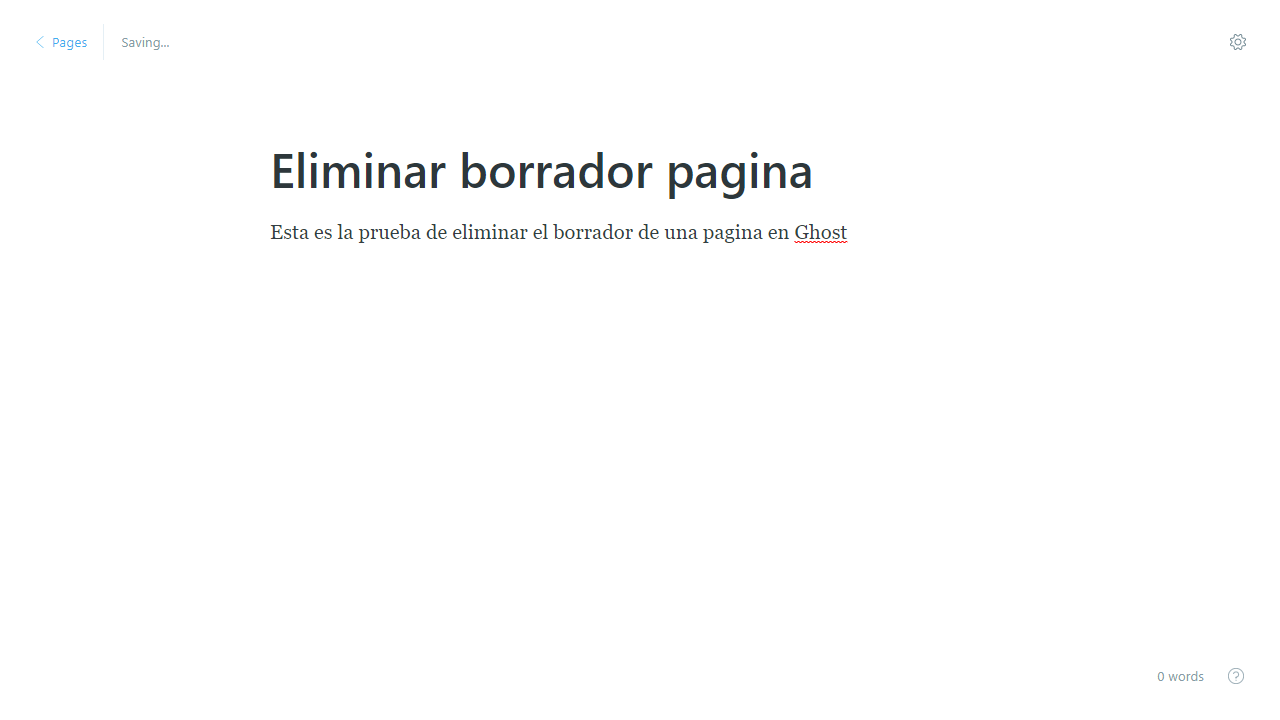 Pages
Saving...
Eliminar borrador pagina
Esta es la prueba de eliminar el borrador de una pagina en Ghost
0 words
?